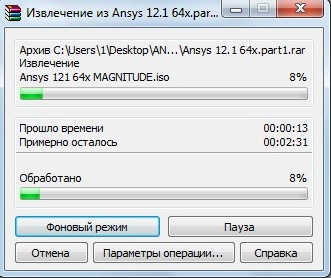 Извлечение из Ansys 12.1 64x.par...
Архив C:\Users\1\Desktop\AN...\Ansys 12.1 64x.part1.rar
Извлечение
Ansys 121 64x MAGNITUDE.iso 8%
Прошло времени 00:00:13
Примерно осталось 00:02:31
Обработано 8%
Фоновый режим Пауза
Отмена Параметры операции... Справка